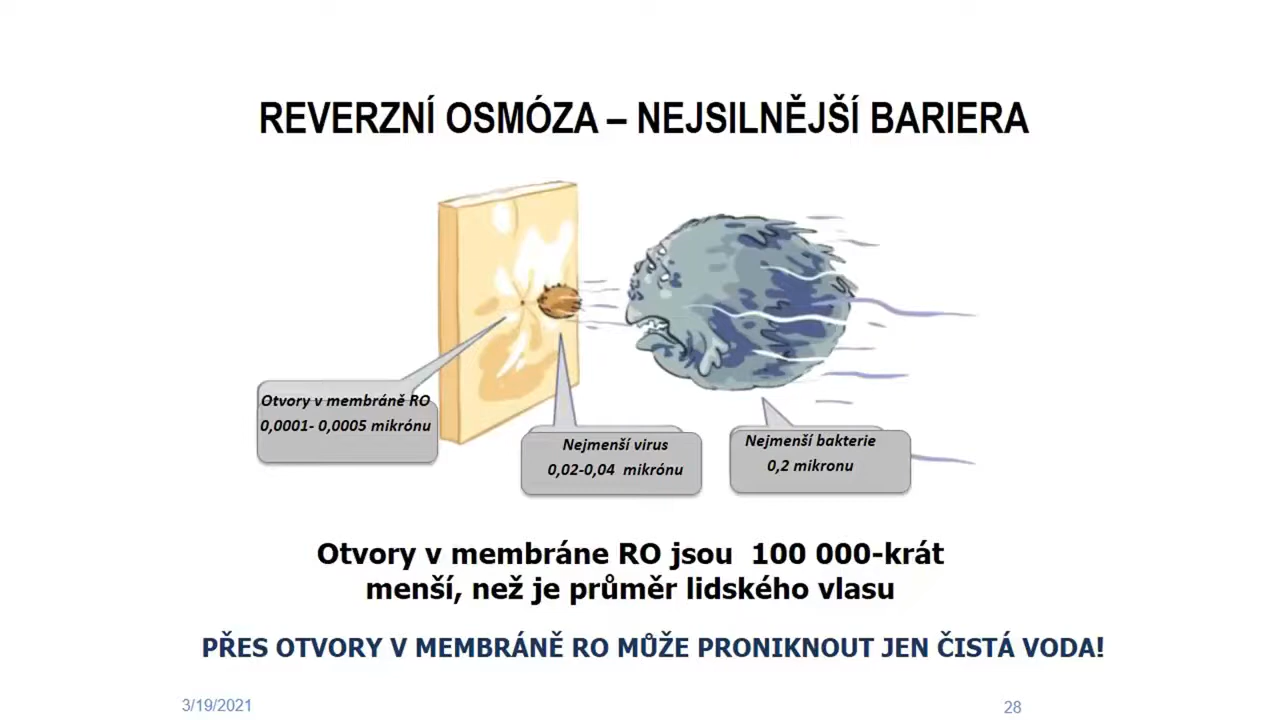 REVERZNÍ OSMÓZA – NEJSILNĚJŠÍ BARIERA
Otvory v membráně RO
0,0001- 0,0005 mikrónu
Nejmenší virus
0,02-0,04 mikrónu
Nejmenší bakterie
0,2 mikronu
Otvory v membráne RO jsou 100 000-krát
menší, než je průměr lidského vlasu
PŘES OTVORY V MEMBRÁNĚ RO MŮŽE PRONIKNOUT JEN ČISTÁ VODA!
3/19/2021
28